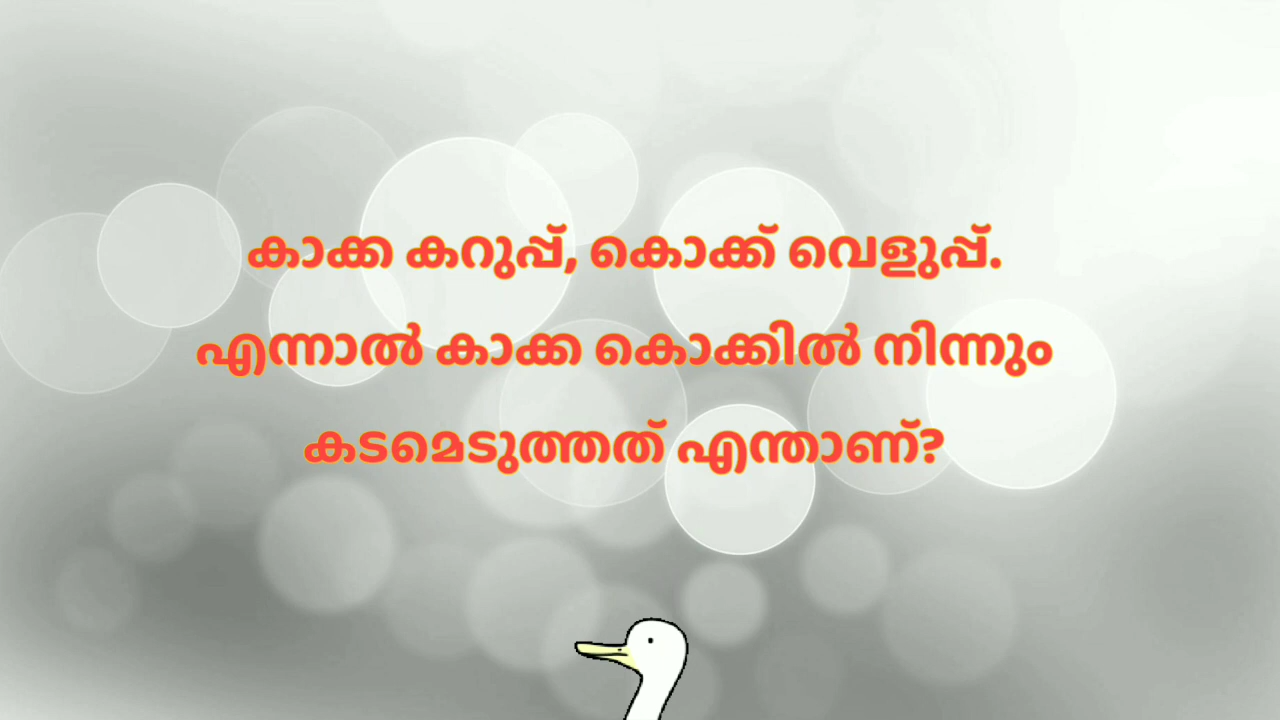 കാക്ക കറുപ്പ്, കൊക്ക് വെളുപ്പ്.
എന്നാൽ കാക്ക കൊക്കിൽ നിന്നും
കടമെടുത്തത് എന്താണ്?